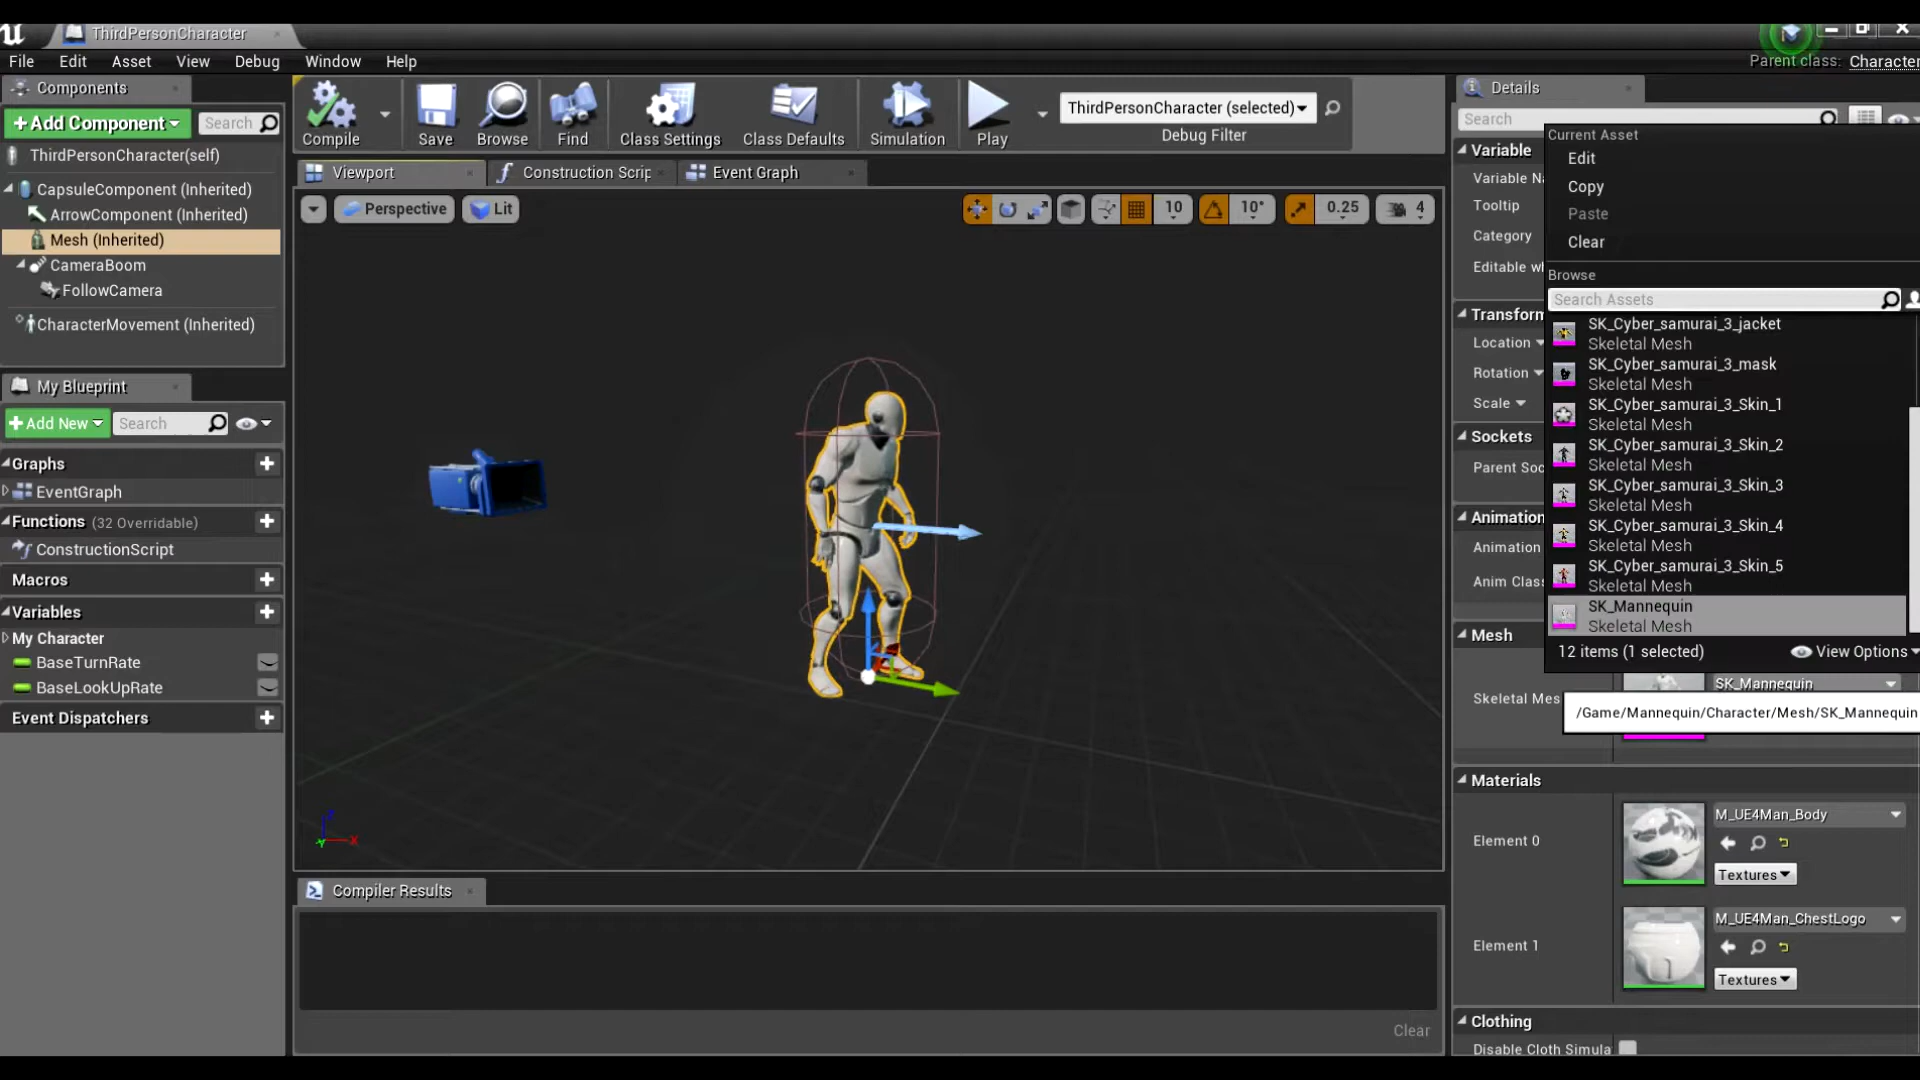 ThirdPersonCharacter
File Edit Asset View Debug Window Help
Parent class: Character
Components
+Add Component
Search
ThirdPersonCharacter(self)
CapsuleComponent (Inherited)
ArrowComponent (Inherited)
Mesh (Inherited)
CameraBoom
FollowCamera
CharacterMovement (Inherited)
My Blueprint
+Add New
Search
Graphs
EventGraph
Functions (32 Overridable)
ConstructionScript
Macros
Variables
My Character
BaseTurnRate
BaseLookUpRate
Event Dispatchers
Compile
Save
Browse
Find
Class Settings
Class Defaults
Simulation
Play
ThirdPersonCharacter (selected)
Debug Filter
Viewport
Construction Scrip
Event Graph
Perspective
Lit
10
10°
0.25
4
Z
X
Y
Compiler Results
Clear
Details
Search
Variable
Variable Na
Tooltip
Category
Editable wh
Transform
Location
Rotation
Scale
Sockets
Parent Soc
Animation
Animation
Anim Clas
Mesh
Skeletal Mes
Current Asset
Edit
Copy
Paste
Clear
Browse
Search Assets
SK_Cyber_samurai_3_jacket
Skeletal Mesh
SK_Cyber_samurai_3_mask
Skeletal Mesh
SK_Cyber_samurai_3_Skin_1
Skeletal Mesh
SK_Cyber_samurai_3_Skin_2
Skeletal Mesh
SK_Cyber_samurai_3_Skin_3
Skeletal Mesh
SK_Cyber_samurai_3_Skin_4
Skeletal Mesh
SK_Cyber_samurai_3_Skin_5
Skeletal Mesh
SK_Mannequin
Skeletal Mesh
12 items (1 selected)
View Options
SK_Mannequin
/Game/Mannequin/Character/Mesh/SK_Mannequin
Materials
Element 0
M_UE4Man_Body
Textures
Element 1
M_UE4Man_ChestLogo
Textures
Clothing
Disable Cloth Simula